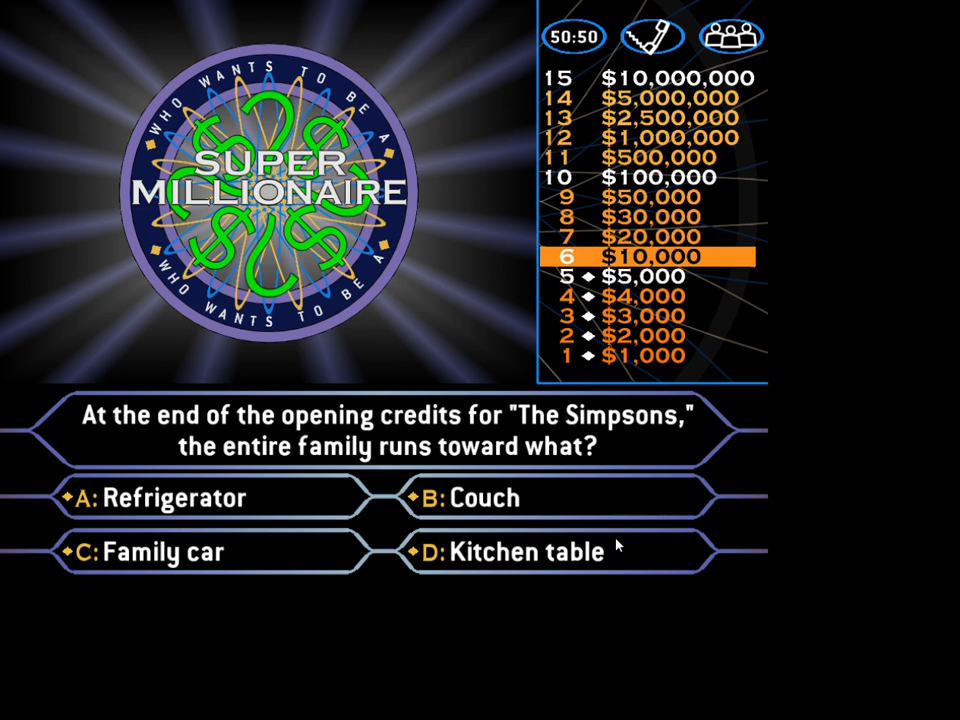 WHO WANTS TO BE A
SUPER
MILLIONAIRE
WHO WANTS TO BE A
50:50
15 $10,000,000
14 $5,000,000
13 $2,500,000
12 $1,000,000
11 $500,000
10 $100,000
9 $50,000
8 $30,000
7 $20,000
6 $10,000
5 ◆ $5,000
4 ◆ $4,000
3 ◆ $3,000
2 ◆ $2,000
1 ◆ $1,000
At the end of the opening credits for "The Simpsons,"
the entire family runs toward what?
◆A: Refrigerator
◆B: Couch
◆C: Family car
◆D: Kitchen table